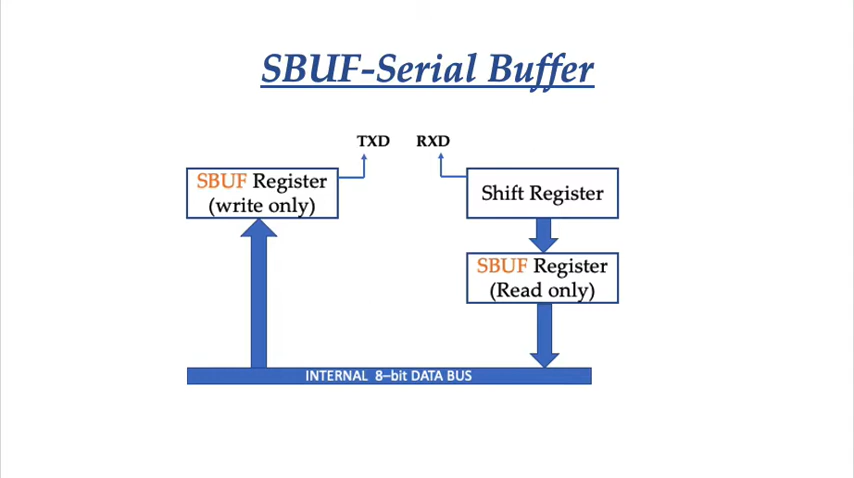 SBUF-Serial Buffer
TXD
RXD
SBUF Register
(write only)
Shift Register
SBUF Register
(Read only)
INTERNAL 8–bit DATA BUS